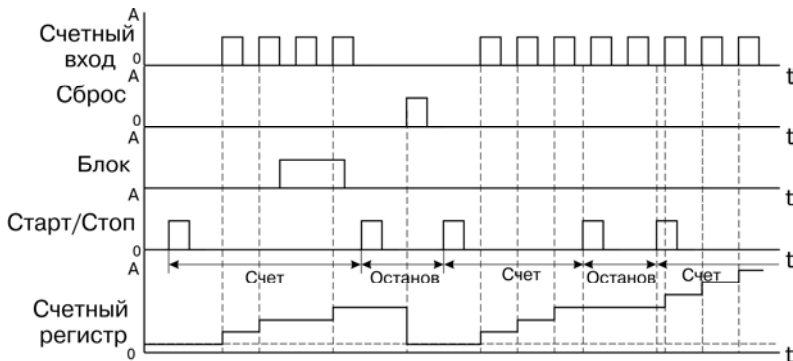 A
Счетный
вход
0
t
A
Сброс
0
t
A
Блок
t
A
Старт/Стоп
0
t
A
Счет
Останов
Счет
Останов
Счет
Счетный
регистр
0
t